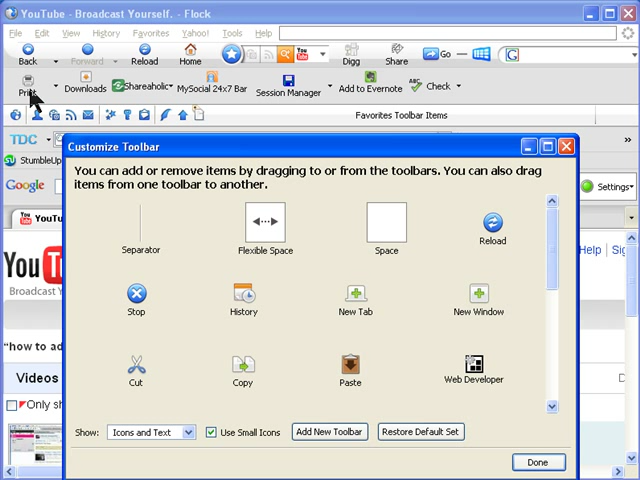 YouTube - Broadcast Yourself. - Flock
File Edit View History Favorites Yahoo! Tools Help
Back Forward Reload Home Digg Share Go
Print Downloads Shareaholic MySocial 24x7 Bar Session Manager Add to Evernote Check
Favorites Toolbar Items
TDC
StumbleUp
Google Settings
YouT
Customize Toolbar
You can add or remove items by dragging to or from the toolbars. You can also drag
items from one toolbar to another.
Separator Flexible Space Space Reload
Stop History New Tab New Window
Cut Copy Paste Web Developer
Show: Icons and Text Use Small Icons Add New Toolbar Restore Default Set
Done
You
Broadcast Y
Help Sig
"how to ad
Videos
Only sh